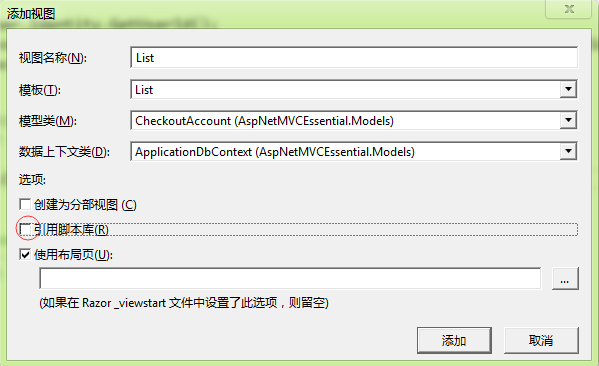 添加视图
视图名称(N): List
模板(T): List
模型类(M): CheckoutAccount (AspNetMVCEssential.Models)
数据上下文类(D): ApplicationDbContext (AspNetMVCEssential.Models)
选项:
创建为分部视图 (C)
引用脚本库(R)
使用布局页(U):
...
(如果在 Razor _viewstart 文件中设置了此选项，则留空)
添加 取消